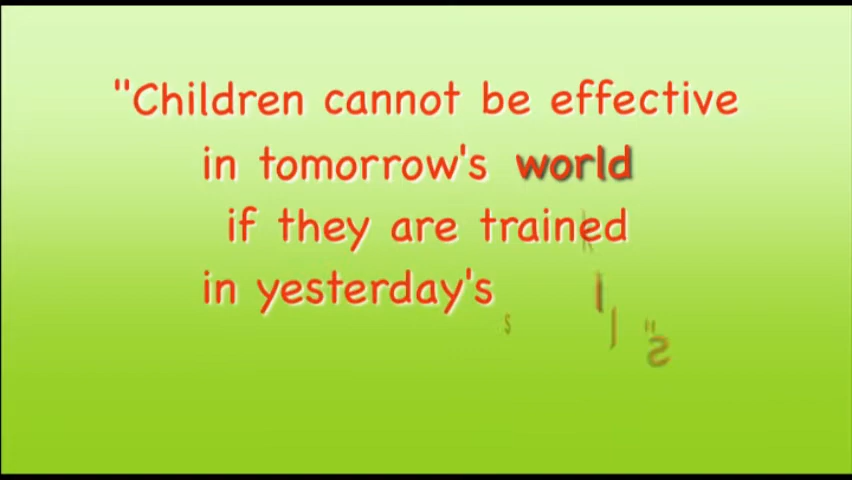 "Children cannot be effective
in tomorrow's world
if they are trained
in yesterday's